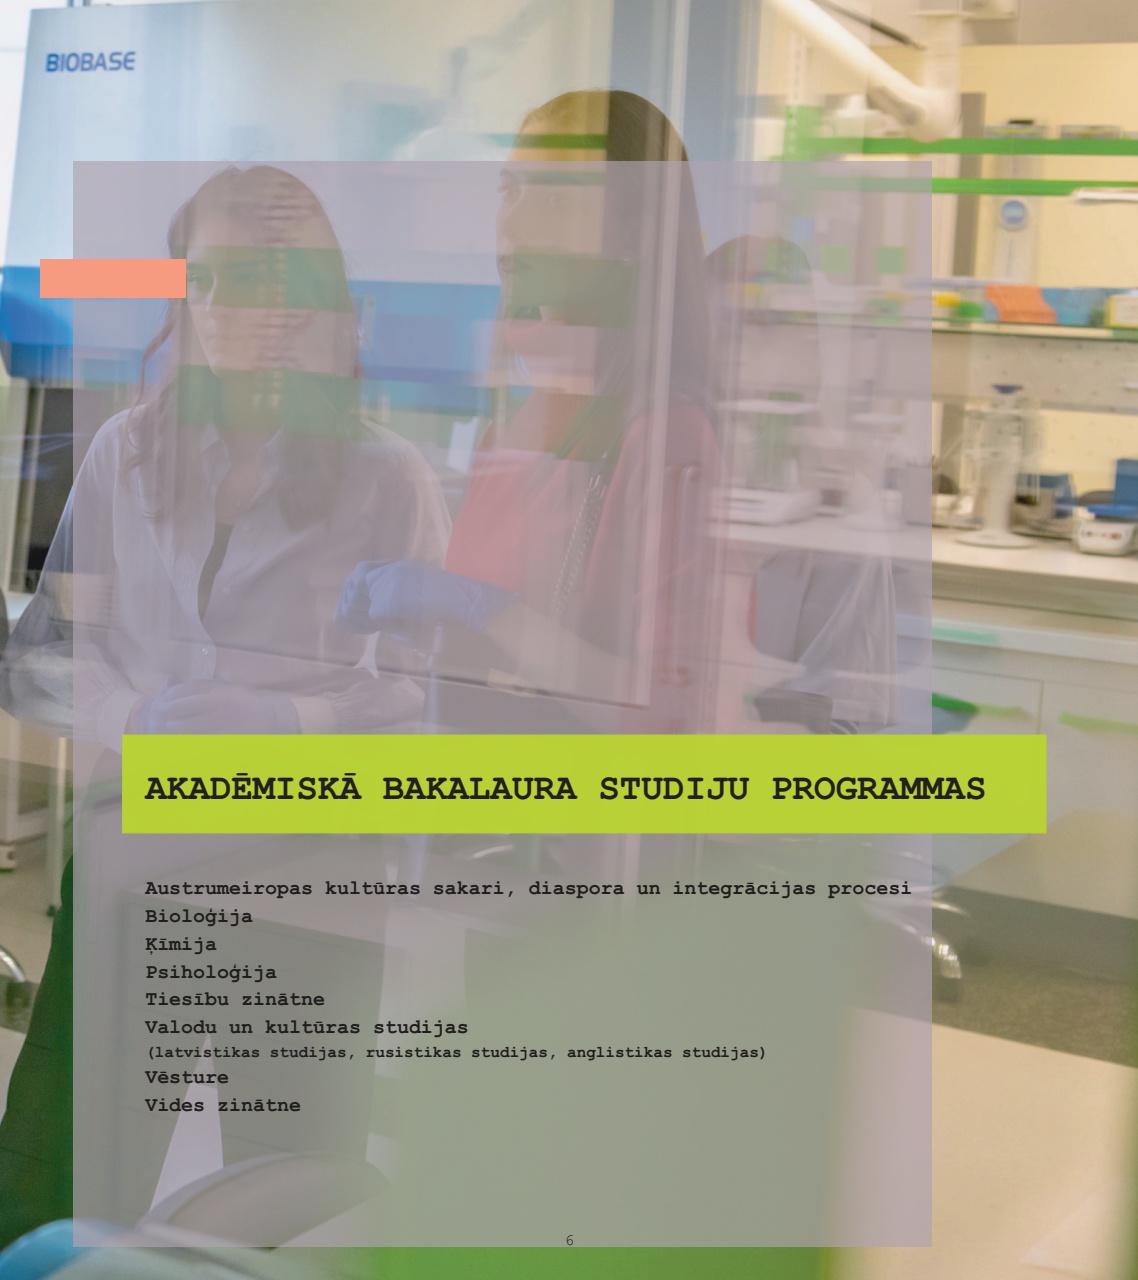 BIOBASE
AKADĒMISKĀ BAKALAURA STUDIJU PROGRAMMAS
Austrumeiropas kultūras sakari, diaspora un integrācijas procesi
Bioloģija
Ķīmija
Psiholoģija
Tiesību zinātne
Valodu un kultūras studijas
(latvistikas studijas, rusistikas studijas, anglistikas studijas)
Vēsture
Vides zinātne
6